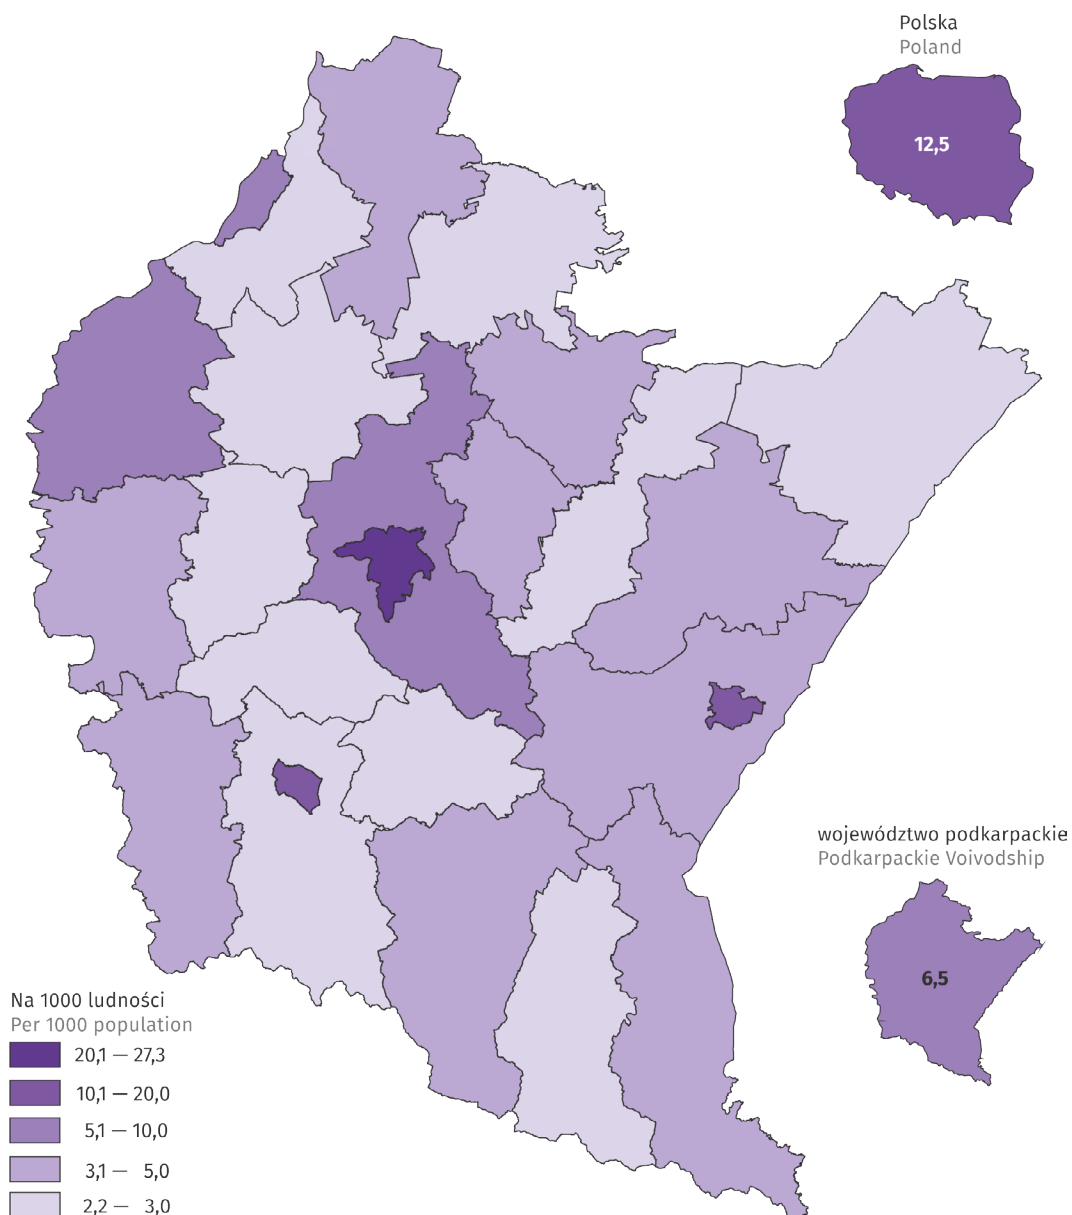 Polska
Poland
12,5
województwo podkarpackie
Podkarpackie Voivodship
6,5
Na 1000 ludności
Per 1000 population
20,1 — 27,3
10,1 — 20,0
5,1 — 10,0
3,1 — 5,0
2,2 — 3,0